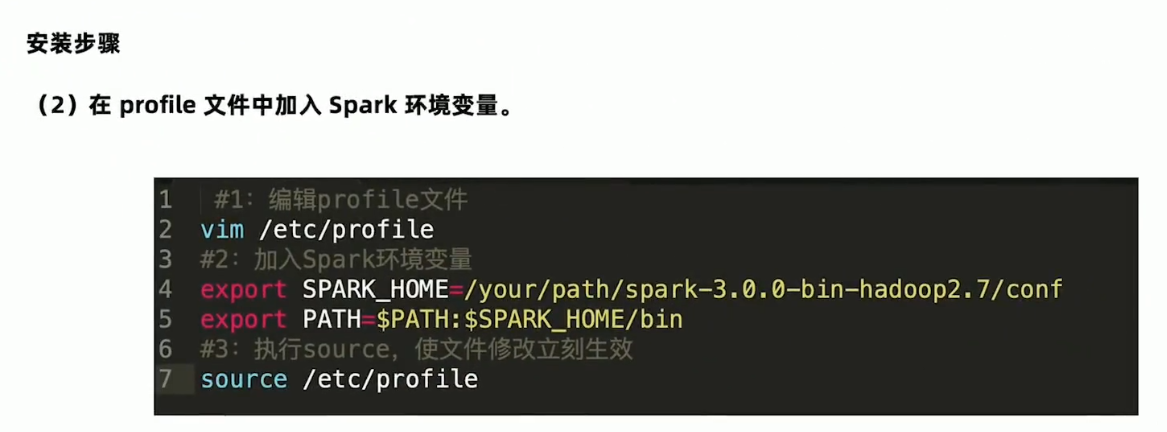 安装步骤
（2）在 profile 文件中加入 Spark 环境变量。
1 #1：编辑profile文件
2 vim /etc/profile
3 #2：加入Spark环境变量
4 export SPARK_HOME=/your/path/spark-3.0.0-bin-hadoop2.7/conf
5 export PATH=$PATH:$SPARK_HOME/bin
6 #3：执行source，使文件修改立刻生效
7 source /etc/profile